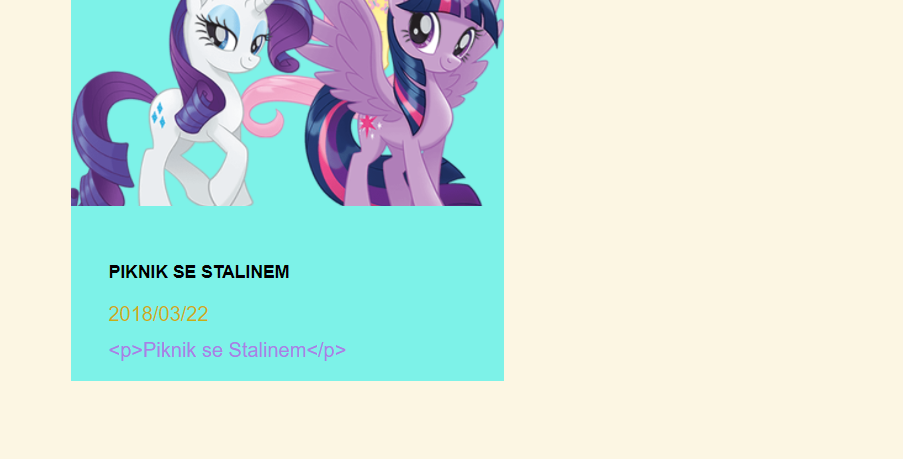 PIKNIK SE STALINEM
2018/03/22
<p>Piknik se Stalinem</p>